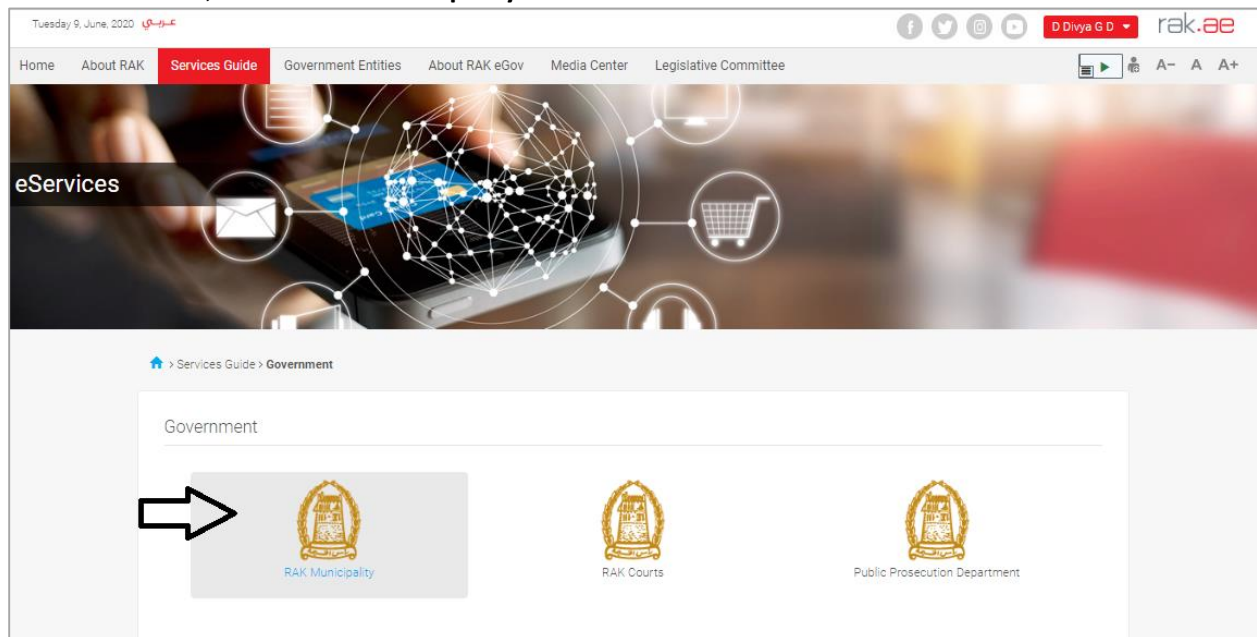 Tuesday 9, June, 2020 عـربـي
D Divya G D
rak.ae
Home About RAK Services Guide Government Entities About RAK eGov Media Center Legislative Committee A- A A+
eServices
> Services Guide > Government
Government
RAK Municipality RAK Courts Public Prosecution Department